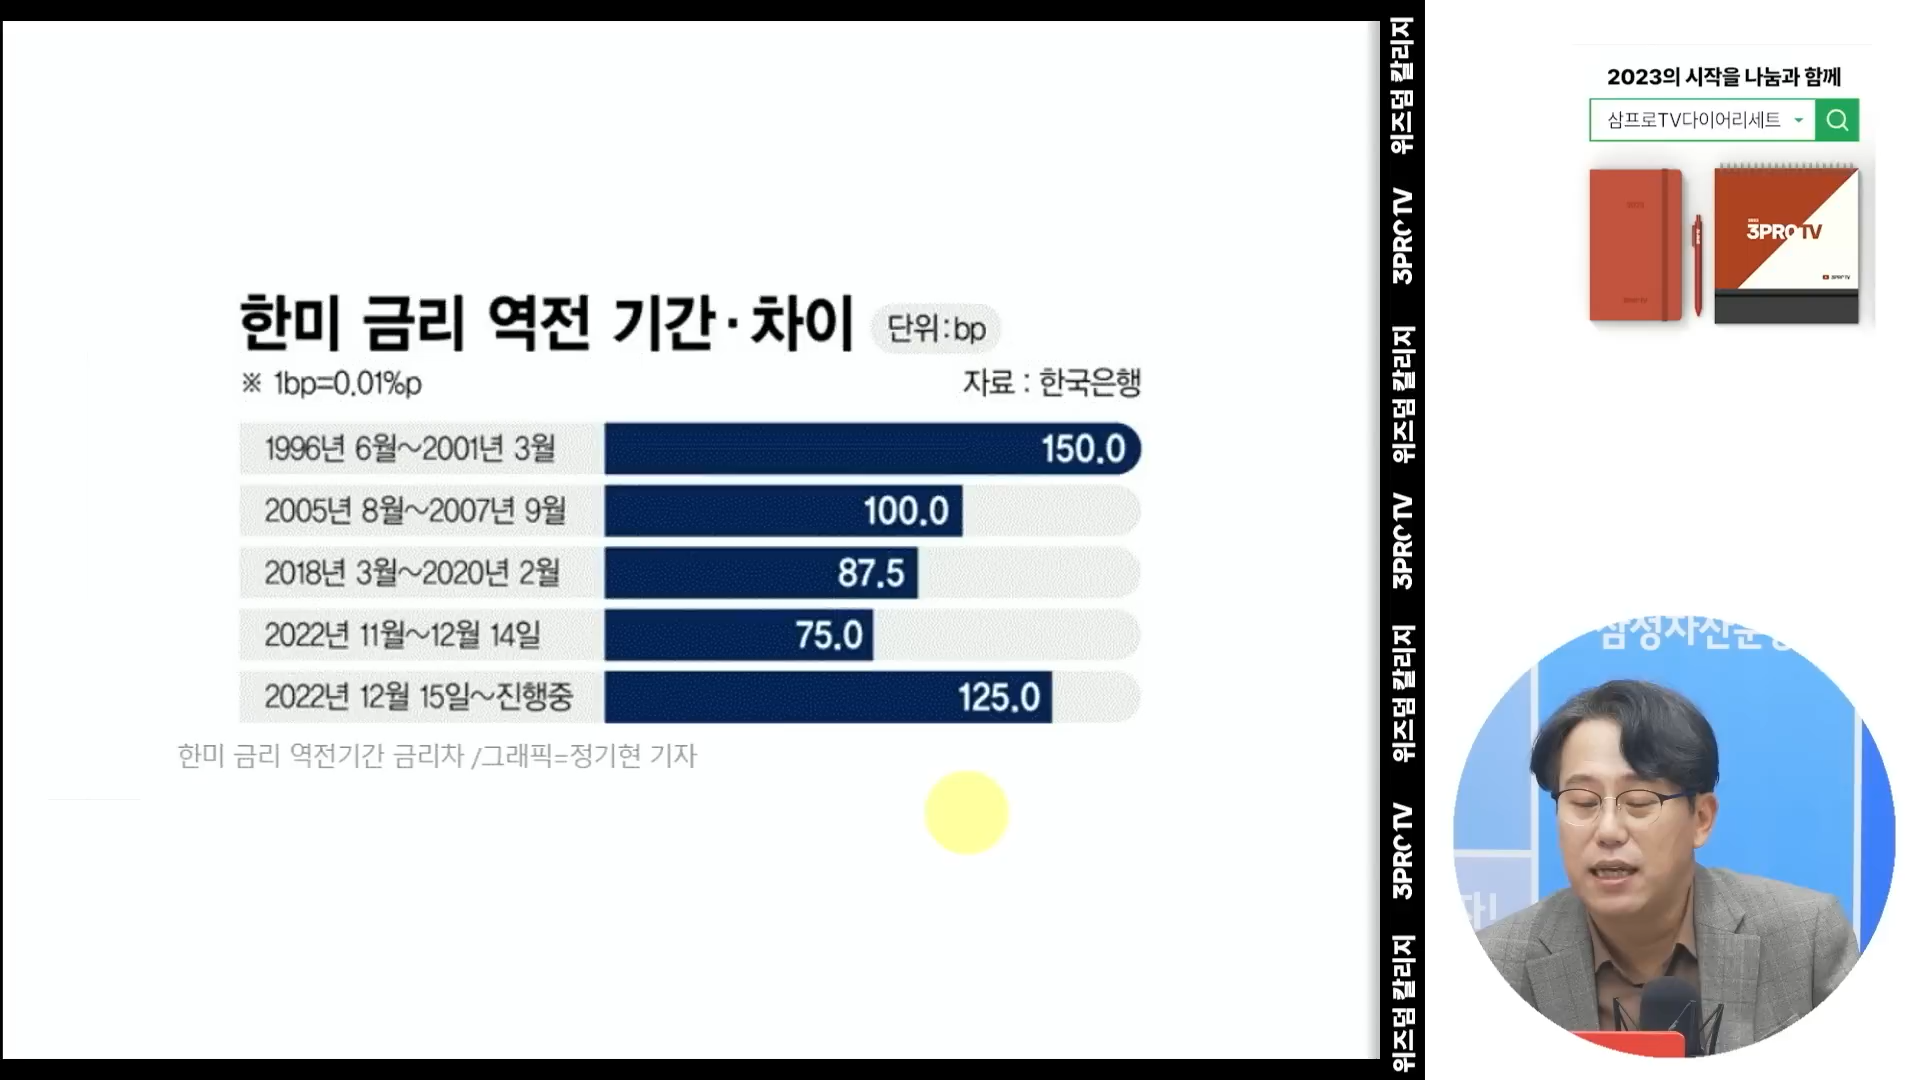 한미 금리 역전 기간·차이 단위:bp
※ 1bp=0.01%p 자료 : 한국은행
1996년 6월~2001년 3월 150.0
2005년 8월~2007년 9월 100.0
2018년 3월~2020년 2월 87.5
2022년 11월~12월 14일 75.0
2022년 12월 15일~진행중 125.0
한미 금리 역전기간 금리차 /그래픽=정기현 기자
위즈덤 칼리지
3PROTV
위즈덤 칼리지
3PROTV
위즈덤 칼리지
3PROTV
위즈덤 칼리지
2023의 시작을 나눔과 함께
삼프로TV다이어리세트
3PROTV